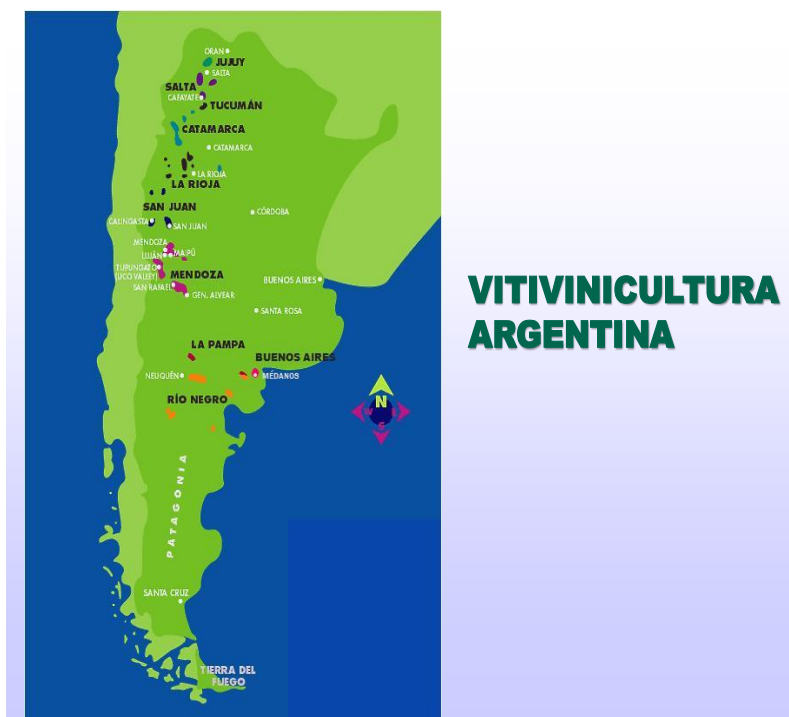 ORAN
JUJUY
SALTA
SALTA
CAFAYATE
TUCUMÁN
CATAMARCA
CATAMARCA
LA RIOJA
LA RIOJA
SAN JUAN
CALINGASTA
SAN JUAN
CÓRDOBA
MENDOZA
LUJÁN
MAIPÚ
TUPUNGATO
(UCO VALLEY)
MENDOZA
SAN RAFAEL
GEN. ALVEAR
BUENOS AIRES
SANTA ROSA
VITIVINICULTURA
ARGENTINA
LA PAMPA
BUENOS AIRES
NEUQUÉN
MÉDANOS
RÍO NEGRO
N
W
E
S
PATAGONIA
SANTA CRUZ
TIERRA DEL
FUEGO